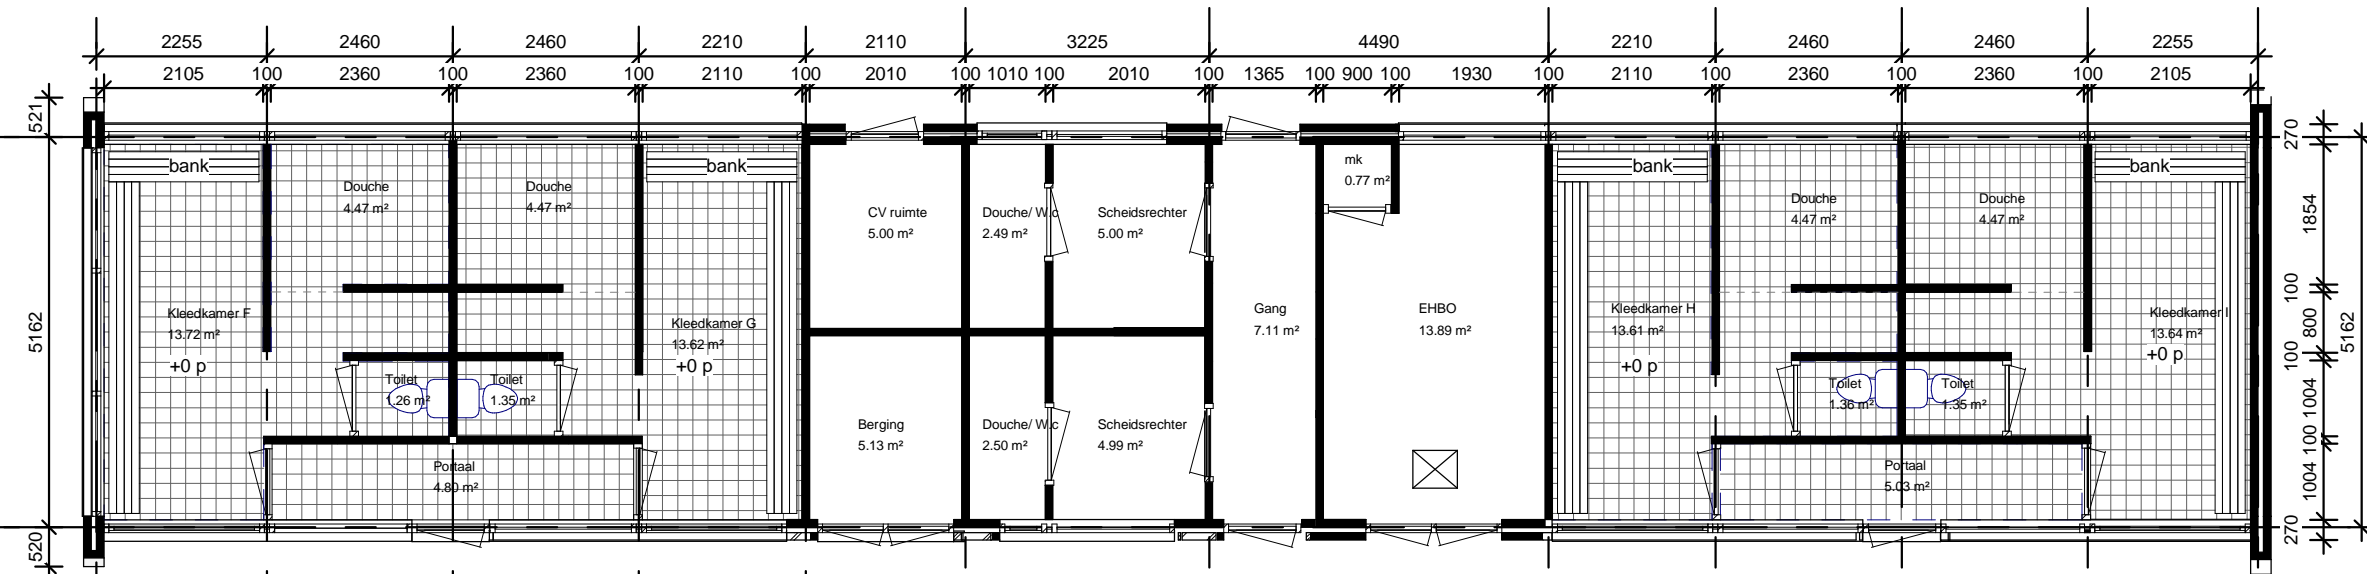 2255 2460 2460 2210 2110 3225 4490 2210 2460 2460 2255
2105 100 2360 100 2360 100 2110 100 2010 100 1010 100 2010 100 1365 100 900 100 1930 100 2110 100 2360 100 2360 100 2105
521
5162
520
270
1854
100
800
100
1004
100
1004
270
5162
bank
bank
bank
bank
Douche
4.47 m²
Douche
4.47 m²
Kleedkamer F
13.72 m²
+0 p
Kleedkamer G
13.62 m²
+0 p
Toilet
1.26 m²
Toilet
1.35 m²
Portaal
4.80 m²
CV ruimte
5.00 m²
Douche/ W.c
2.49 m²
Scheidsrechter
5.00 m²
Berging
5.13 m²
Douche/ W.c
2.50 m²
Scheidsrechter
4.99 m²
Gang
7.11 m²
mk
0.77 m²
EHBO
13.89 m²
Kleedkamer H
13.61 m²
+0 p
Douche
4.47 m²
Douche
4.47 m²
Kleedkamer I
13.64 m²
+0 p
Toilet
1.36 m²
Toilet
1.35 m²
Portaal
5.03 m²